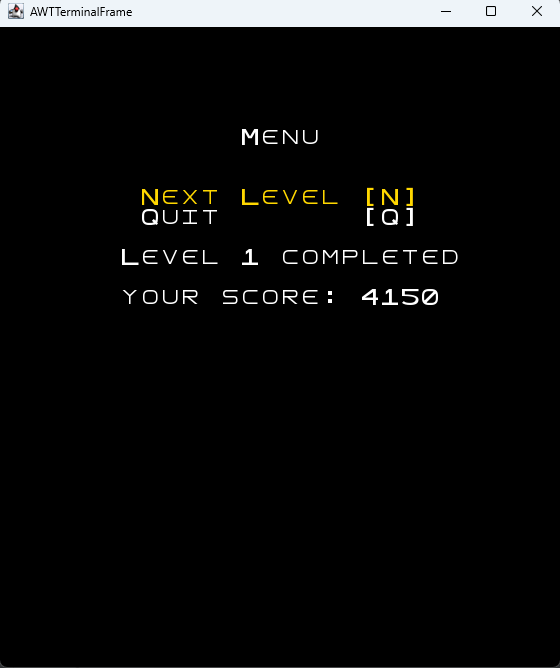 AWTTerminalFrame
Menu
Next Level [N]
Quit [Q]
Level 1 completed
your score: 4150